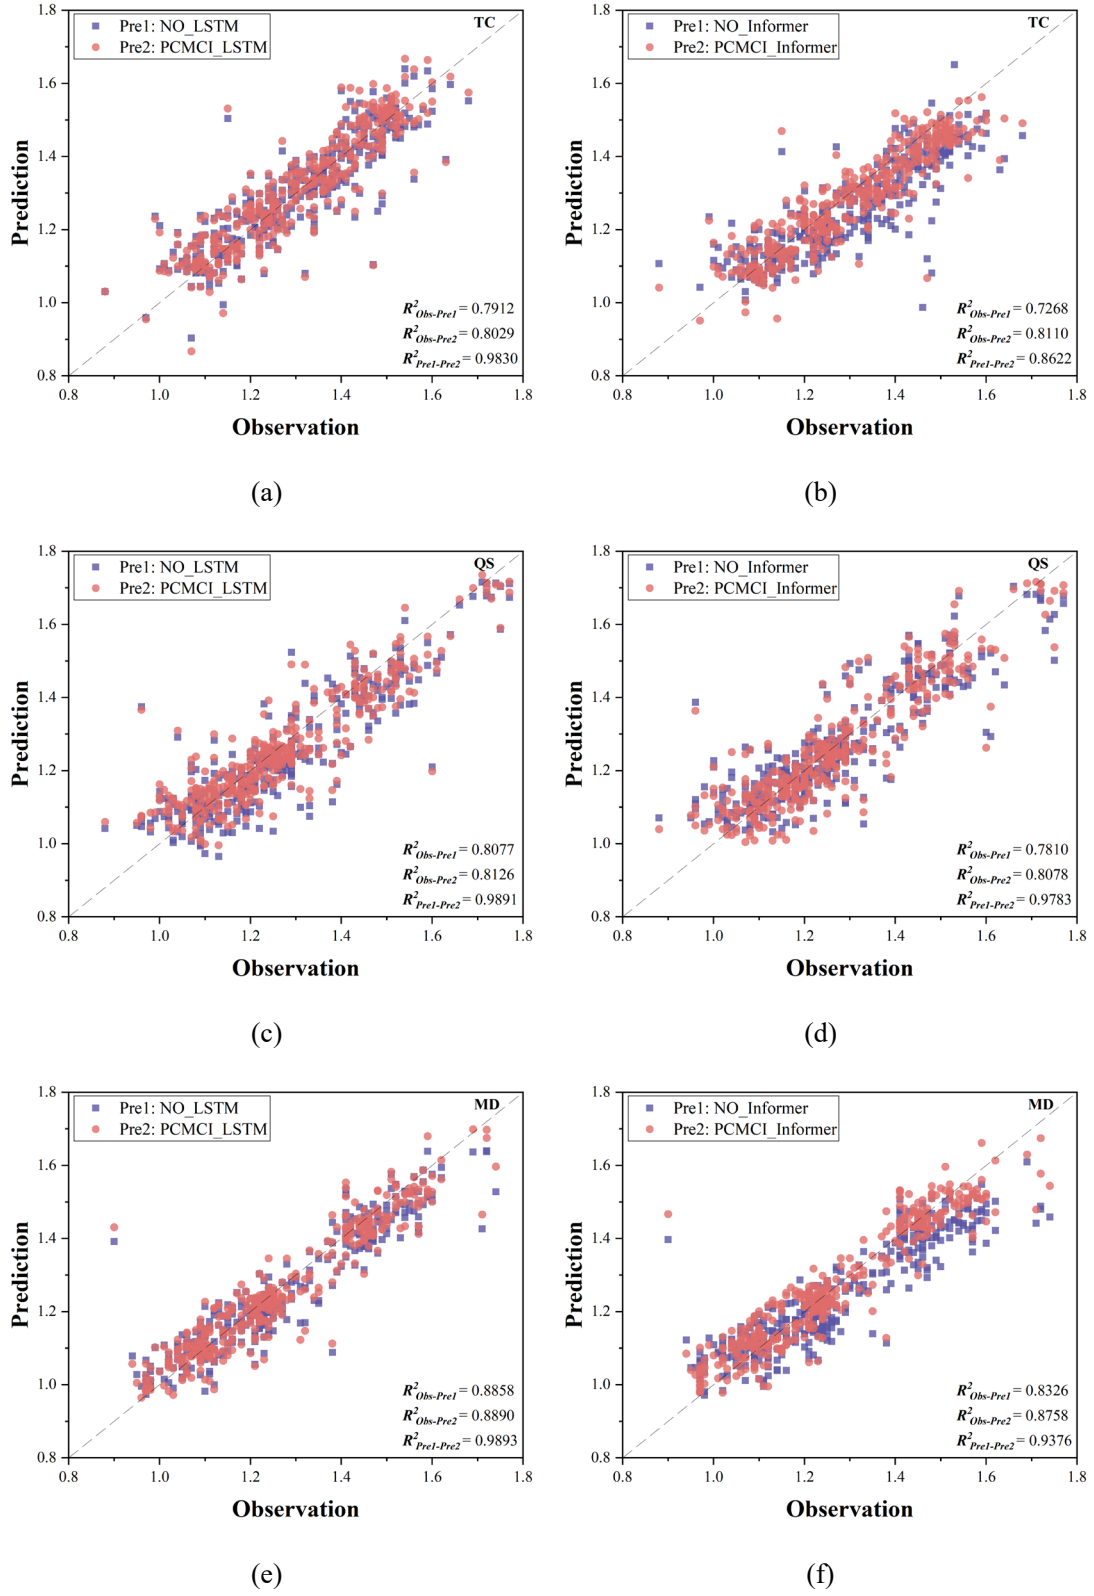 Pre1: NO_LSTM
Pre2: PCMCI_LSTM
TC
Prediction
1.8
1.6
1.4
1.2
1.0
0.8
R²Obs-Pre1 = 0.7912
R²Obs-Pre2 = 0.8029
R²Pre1-Pre2 = 0.9830
0.8 1.0 1.2 1.4 1.6 1.8
Observation
(a)
Pre1: NO_Informer
Pre2: PCMCI_Informer
TC
Prediction
1.8
1.6
1.4
1.2
1.0
0.8
R²Obs-Pre1 = 0.7268
R²Obs-Pre2 = 0.8110
R²Pre1-Pre2 = 0.8622
0.8 1.0 1.2 1.4 1.6 1.8
Observation
(b)
Pre1: NO_LSTM
Pre2: PCMCI_LSTM
QS
Prediction
1.8
1.6
1.4
1.2
1.0
0.8
R²Obs-Pre1 = 0.8077
R²Obs-Pre2 = 0.8126
R²Pre1-Pre2 = 0.9891
0.8 1.0 1.2 1.4 1.6 1.8
Observation
(c)
Pre1: NO_Informer
Pre2: PCMCI_Informer
QS
Prediction
1.8
1.6
1.4
1.2
1.0
0.8
R²Obs-Pre1 = 0.7810
R²Obs-Pre2 = 0.8078
R²Pre1-Pre2 = 0.9783
0.8 1.0 1.2 1.4 1.6 1.8
Observation
(d)
Pre1: NO_LSTM
Pre2: PCMCI_LSTM
MD
Prediction
1.8
1.6
1.4
1.2
1.0
0.8
R²Obs-Pre1 = 0.8858
R²Obs-Pre2 = 0.8890
R²Pre1-Pre2 = 0.9893
0.8 1.0 1.2 1.4 1.6 1.8
Observation
(e)
Pre1: NO_Informer
Pre2: PCMCI_Informer
MD
Prediction
1.8
1.6
1.4
1.2
1.0
0.8
R²Obs-Pre1 = 0.8326
R²Obs-Pre2 = 0.8758
R²Pre1-Pre2 = 0.9376
0.8 1.0 1.2 1.4 1.6 1.8
Observation
(f)